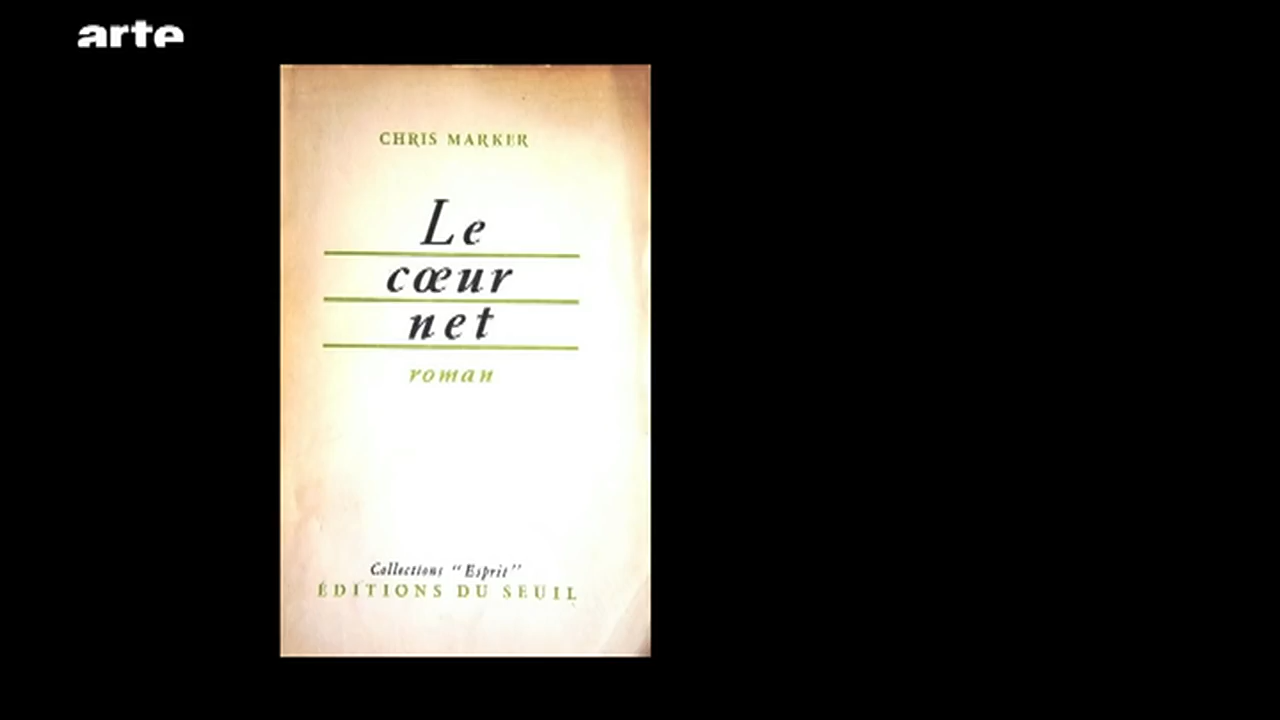 arte
CHRIS MARKER
Le
cœur
net
roman
Collections "Esprit"
ÉDITIONS DU SEUIL